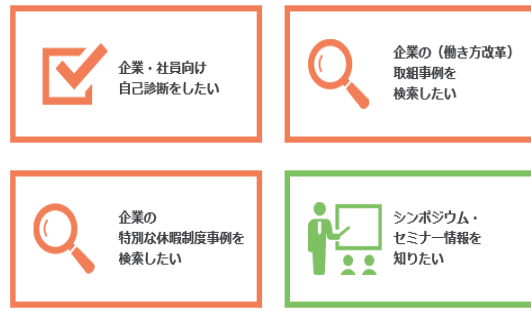 企業・社員向け
自己診断をしたい
企業の（働き方改革）
取組事例を
検索したい
企業の
特別な休暇制度事例を
検索したい
シンポジウム・
セミナー情報を
知りたい